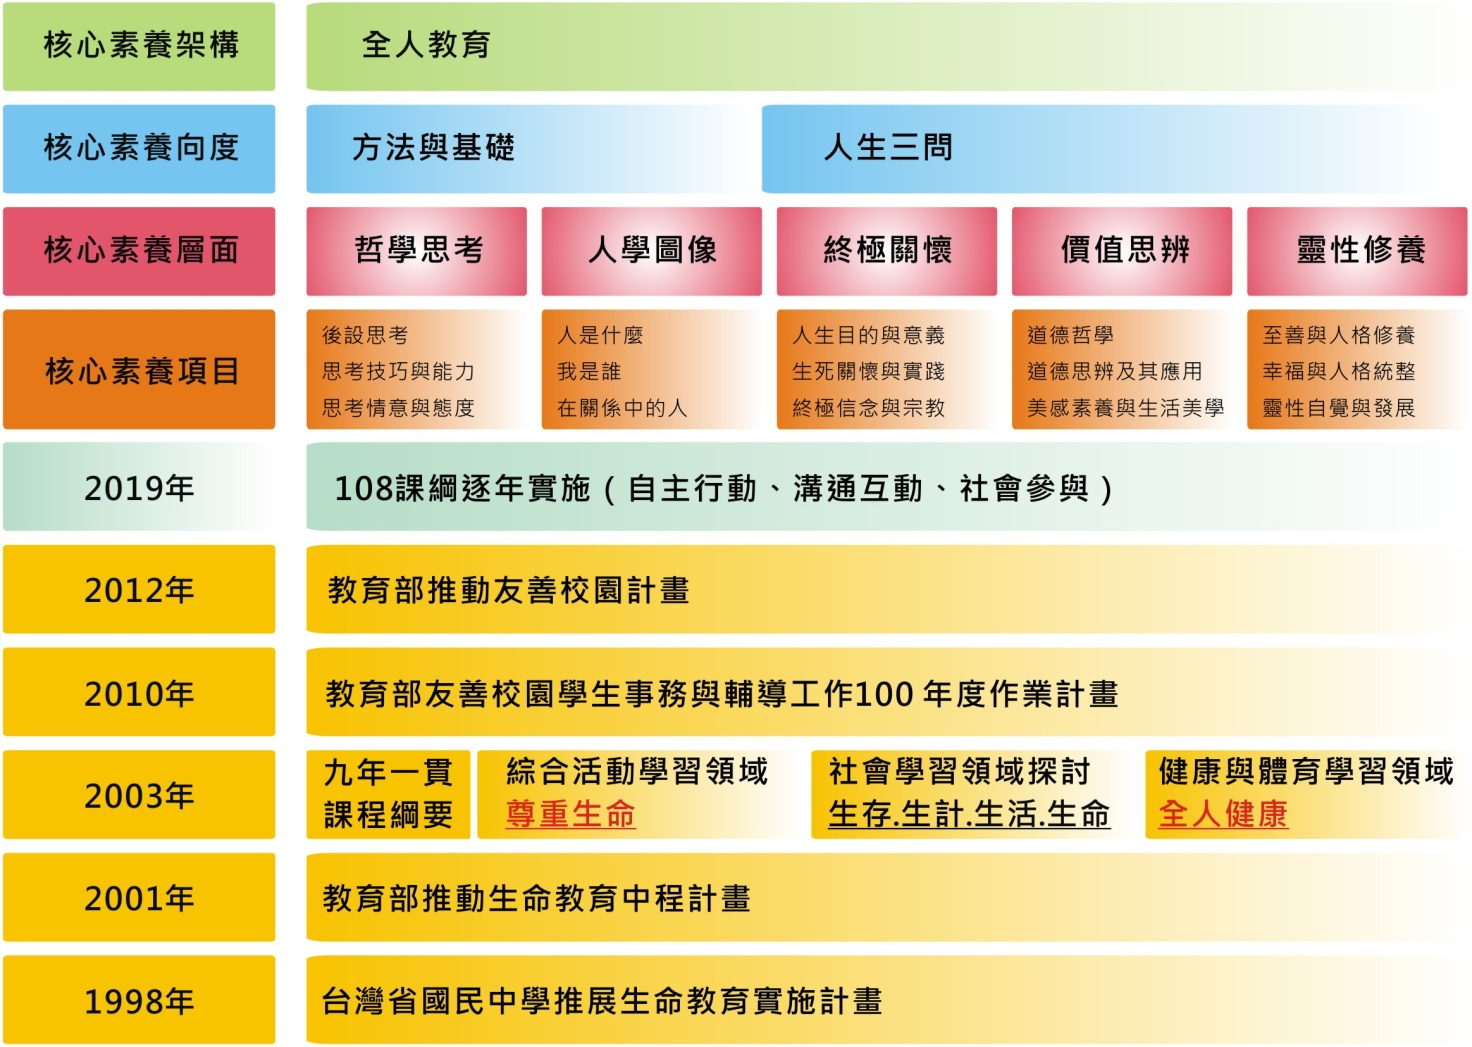 核心素養架構
全人教育
核心素養向度
方法與基礎
人生三問
核心素養層面
哲學思考
人學圖像
終極關懷
價值思辨
靈性修養
核心素養項目
後設思考
思考技巧與能力
思考情意與態度
人是什麼
我是誰
在關係中的人
人生目的與意義
生死關懷與實踐
終極信念與宗教
道德哲學
道德思辨及其應用
美感素養與生活美學
至善與人格修養
幸福與人格統整
靈性自覺與發展
2019年
108課綱逐年實施（自主行動、溝通互動、社會參與）
2012年
教育部推動友善校園計畫
2010年
教育部友善校園學生事務與輔導工作100 年度作業計畫
2003年
九年一貫
課程綱要
綜合活動學習領域
尊重生命
社會學習領域探討
生存.生計.生活.生命
健康與體育學習領域
全人健康
2001年
教育部推動生命教育中程計畫
1998年
台灣省國民中學推展生命教育實施計畫